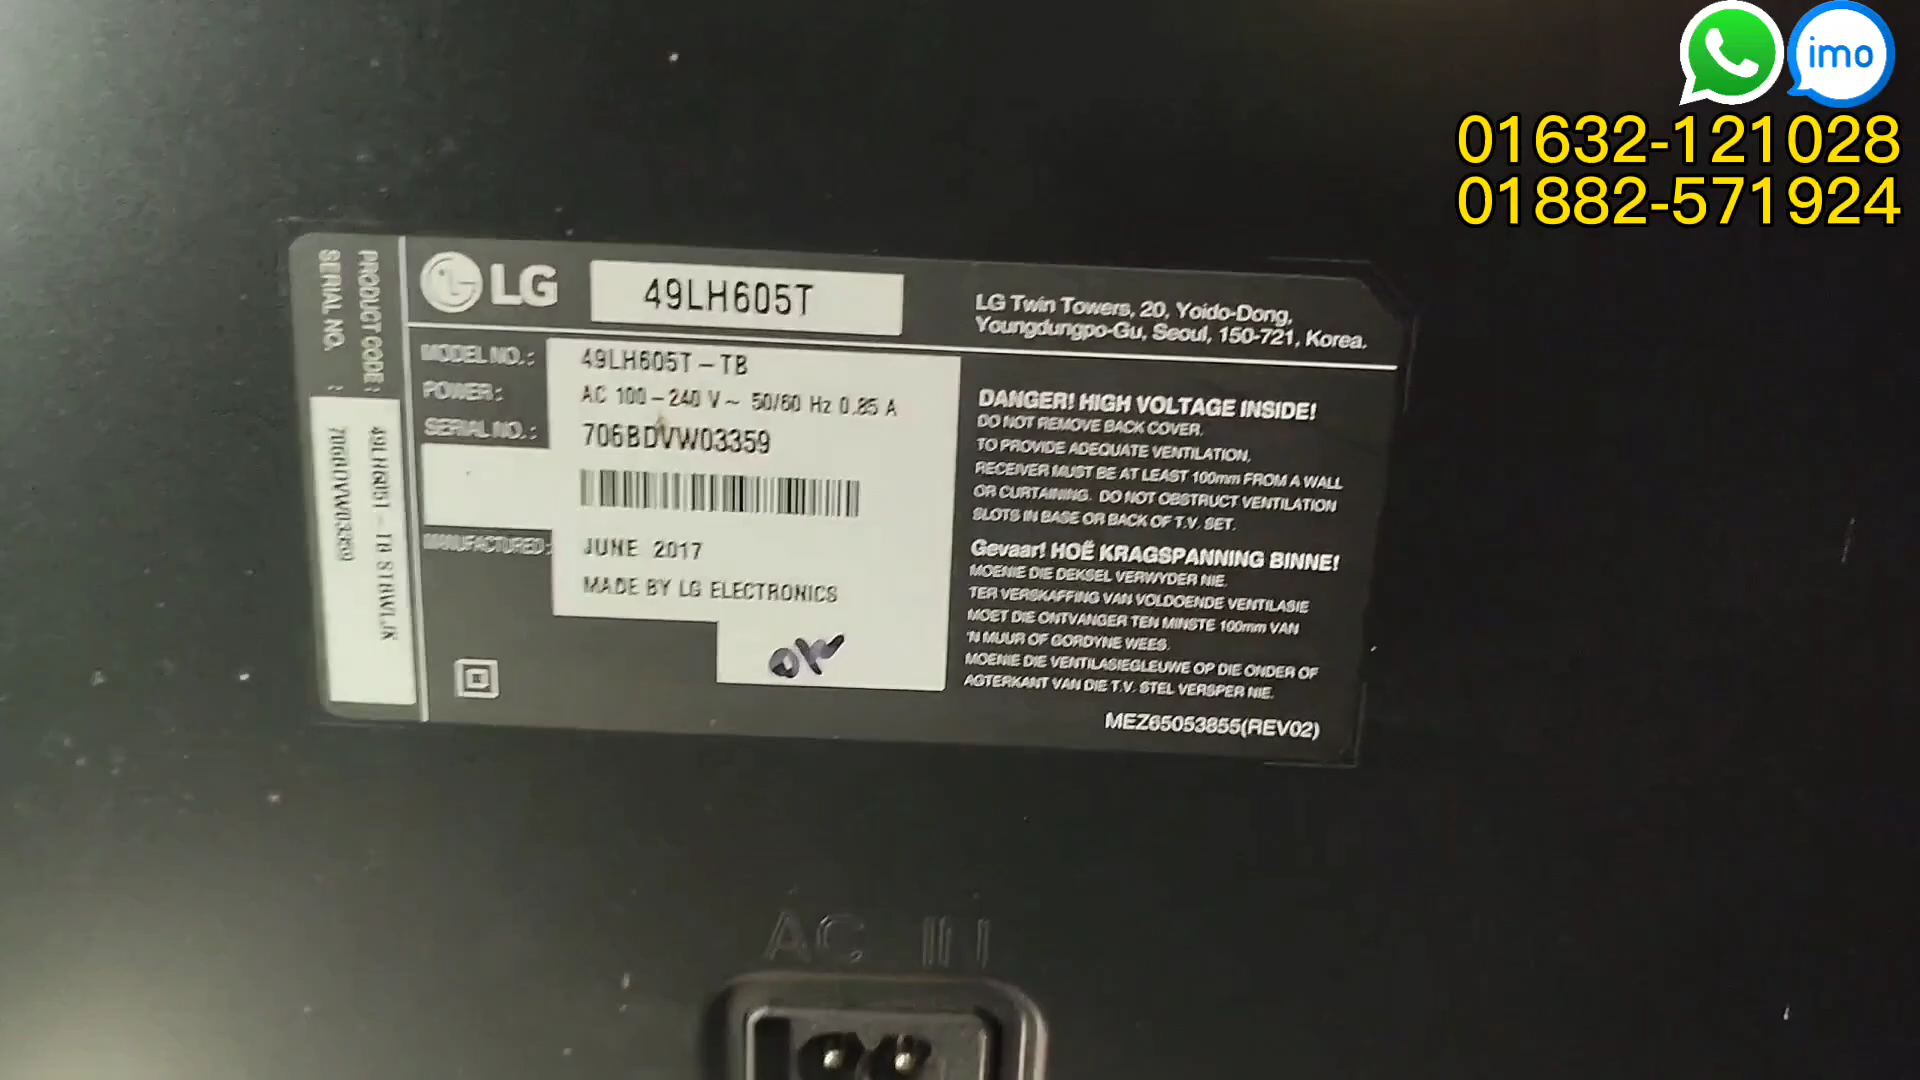 imo
01632-121028
01882-571924
LG
49LH605T
LG Twin Towers, 20, Yoido-Dong,
Youngdungpo-Gu, Seoul, 150-721, Korea.
PRODUCT CODE :
SERIAL NO. :
706BDVW03359
MODEL NO. : 49LH605T-TB
POWER : AC 100-240 V~ 50/60 Hz 0.85 A
SERIAL NO. : 706BDVW03359
MANUFACTURED : JUNE 2017
MADE BY LG ELECTRONICS
OK
DANGER! HIGH VOLTAGE INSIDE!
DO NOT REMOVE BACK COVER.
TO PROVIDE ADEQUATE VENTILATION,
RECEIVER MUST BE AT LEAST 100mm FROM A WALL
OR CURTAINING. DO NOT OBSTRUCT VENTILATION
SLOTS IN BASE OR BACK OF T.V. SET.
Gevaar! HOË KRAGSPANNING BINNE!
MOENIE DIE DEKSEL VERWYDER NIE.
TER VERSKAFFING VAN VOLDOENDE VENTILASIE
MOET DIE ONTVANGER TEN MINSTE 100mm VAN
'N MUUR OF GORDYNE WEES.
MOENIE DIE VENTILASIEGLEUWE OP DIE ONDER OF
AGTERKANT VAN DIE T.V. STEL VERSPER NIE.
MEZ65053855(REV02)
AC IN